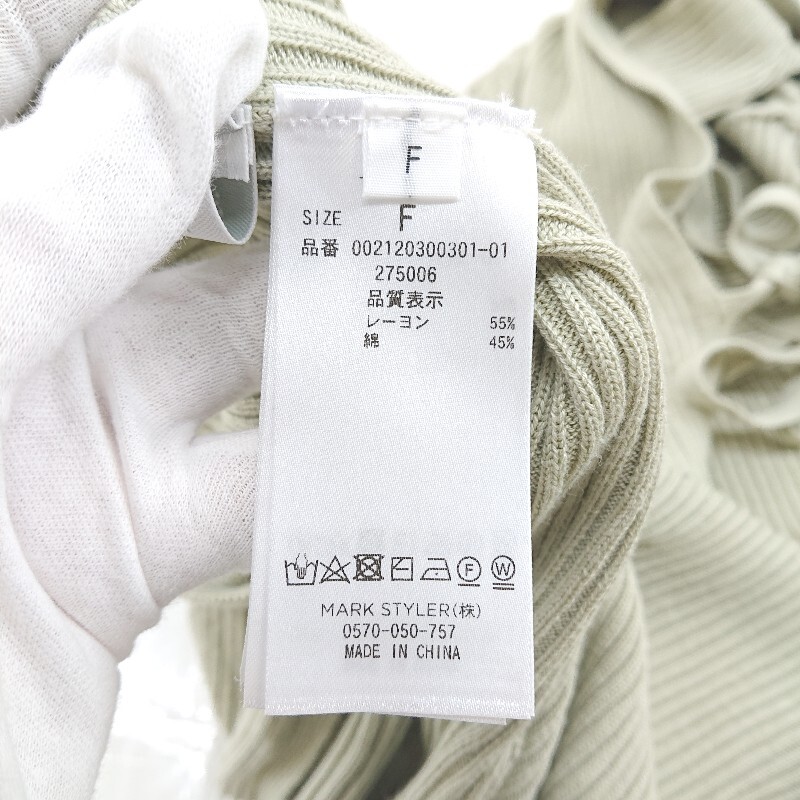 F
SIZE F
品番 002120300301-01
275006
品質表示
レーヨン 55%
綿 45%
F W
MARK STYLER(株)
0570-050-757
MADE IN CHINA